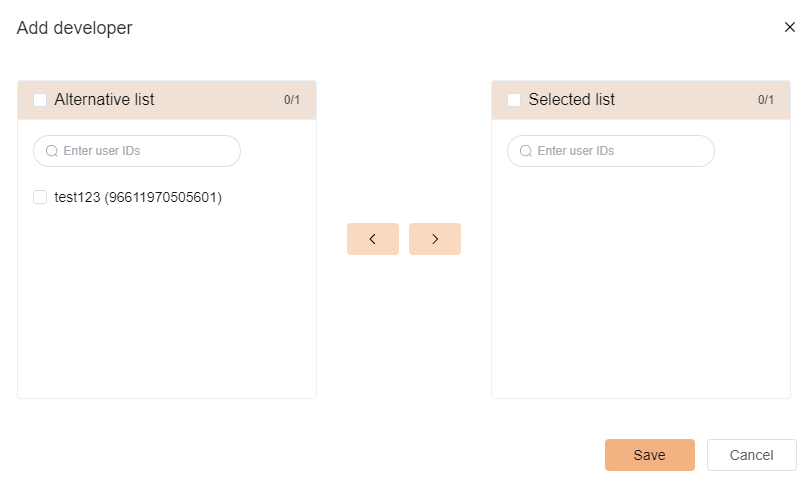 Add developer
Alternative list 0/1
Enter user IDs
test123 (96611970505601)
Selected list 0/1
Enter user IDs
Save Cancel